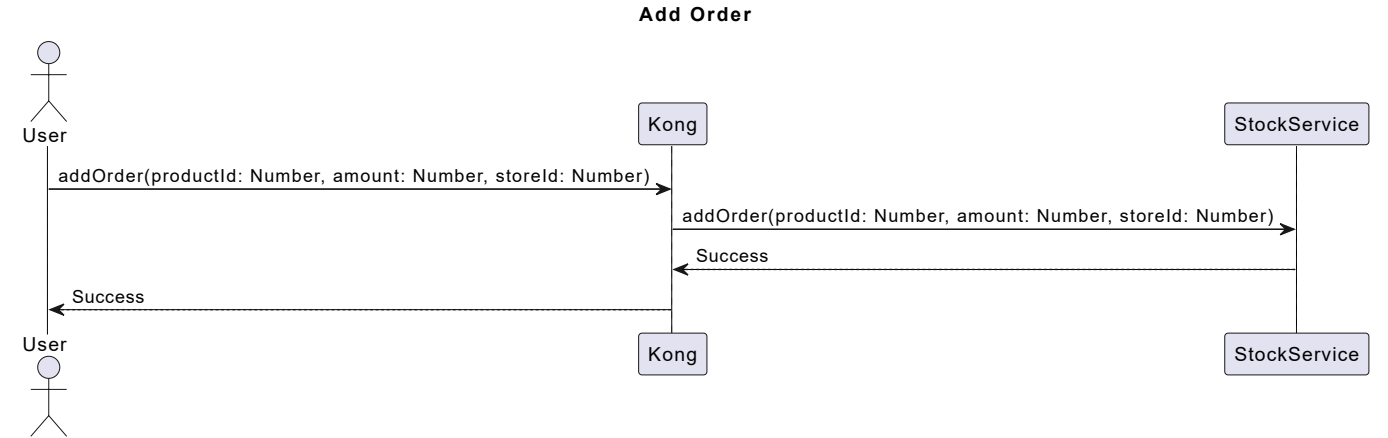 Add Order
User
Kong
StockService
addOrder(productId: Number, amount: Number, storeId: Number)
addOrder(productId: Number, amount: Number, storeId: Number)
Success
Success
User
Kong
StockService